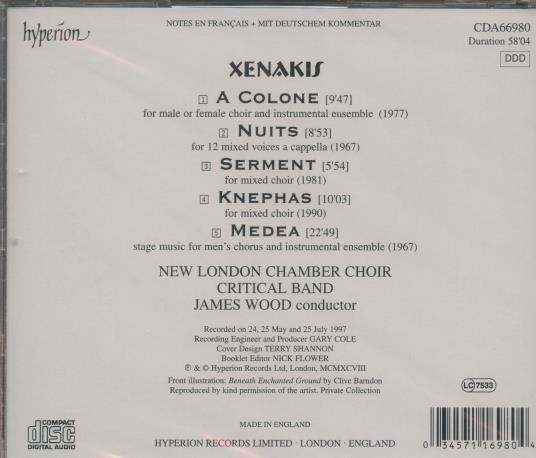 NOTES EN FRANÇAIS + MIT DEUTSCHEM KOMMENTAR
hyperion
CDA66980
Duration 58'04
DDD
XENAKIS
1 A COLONE [9'47]
for male or female choir and instrumental ensemble (1977)
2 NUITS [8'53]
for 12 mixed voices a cappella (1967)
3 SERMENT [5'54]
for mixed choir (1981)
4 KNEPHAS [10'03]
for mixed choir (1990)
5 MEDEA [22'49]
stage music for men's chorus and instrumental ensemble (1967)
NEW LONDON CHAMBER CHOIR
CRITICAL BAND
JAMES WOOD conductor
Recorded on 24, 25 May and 25 July 1997
Recording Engineer and Producer GARY COLE
Cover Design TERRY SHANNON
Booklet Editor NICK FLOWER
℗ & © Hyperion Records Ltd, London, MCMXCVIII
Front illustration: Beneath Enchanted Ground by Clive Barndon
Reproduced by kind permission of the artist. Private Collection
LC 7533
COMPACT
disc
DIGITAL AUDIO
MADE IN ENGLAND
HYPERION RECORDS LIMITED · LONDON · ENGLAND
0 34571 16980 4